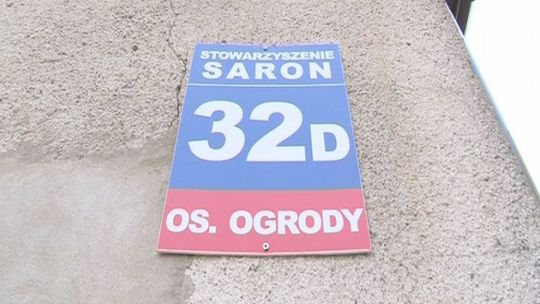 STOWARZYSZENIE
SARON
32D
OS. OGRODY